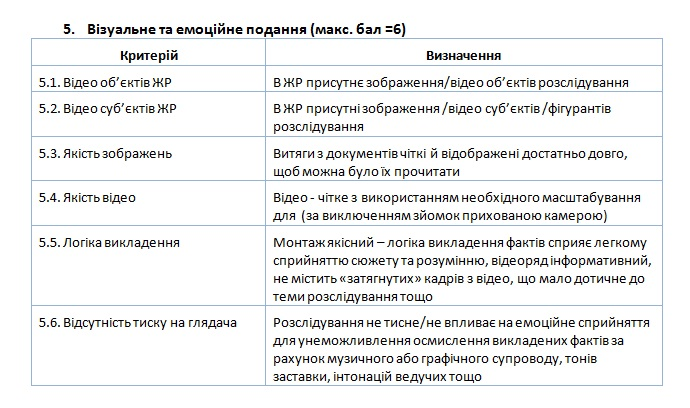 5. Візуальне та емоційне подання (макс. бал =6)
Критерій
Визначення
5.1. Відео об’єктів ЖР
В ЖР присутнє зображення/відео об’єктів розслідування
5.2. Відео суб’єктів ЖР
В ЖР присутні зображення /відео суб’єктів /фігурантів
розслідування
5.3. Якість зображень
Витяги з документів чіткі й відображені достатньо довго,
щоб можна було їх прочитати
5.4. Якість відео
Відео - чітке з використанням необхідного масштабування
для (за виключенням зйомок прихованою камерою)
5.5. Логіка викладення
Монтаж якісний – логіка викладення фактів сприяє легкому
сприйняттю сюжету та розумінню, відеоряд інформативний,
не містить «затягнутих» кадрів з відео, що мало дотичне до
теми розслідування тощо
5.6. Відсутність тиску на глядача
Розслідування не тисне/не впливає на емоційне сприйняття
для унеможливлення осмислення викладених фактів за
рахунок музичного або графічного супроводу, тонів
заставки, інтонацій ведучих тощо